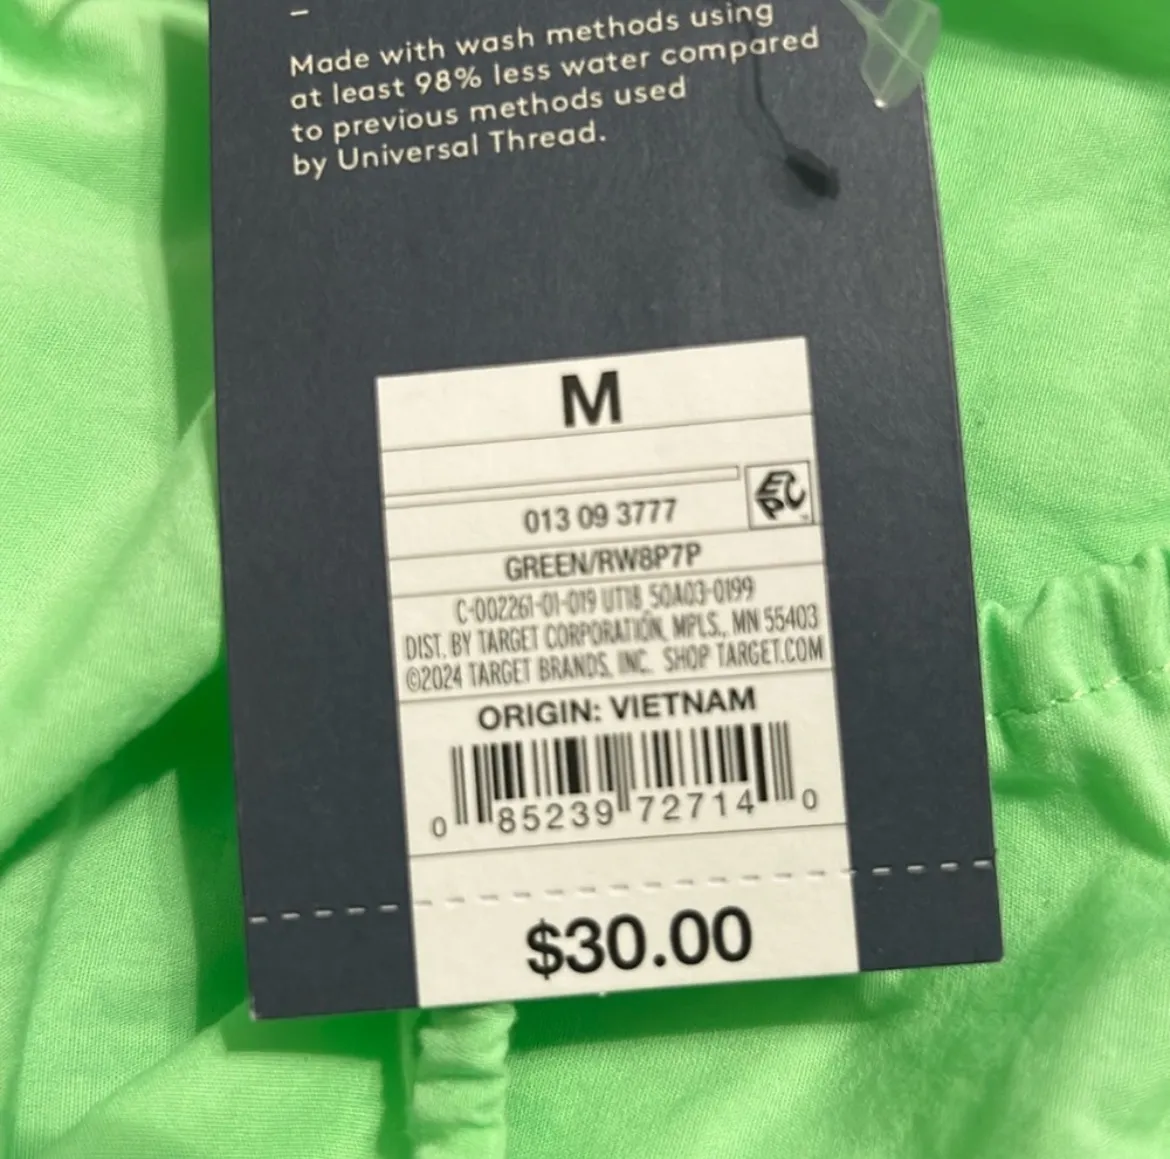 Made with wash methods using
at least 98% less water compared
to previous methods used
by Universal Thread.
M
EPC
013 09 3777
GREEN/RW8P7P
C-002261-01-019 UT18_50A03-0199
DIST. BY TARGET CORPORATION, MPLS., MN 55403
©2024 TARGET BRANDS, INC. SHOP TARGET.COM
ORIGIN: VIETNAM
0 85239 72714 0
$30.00